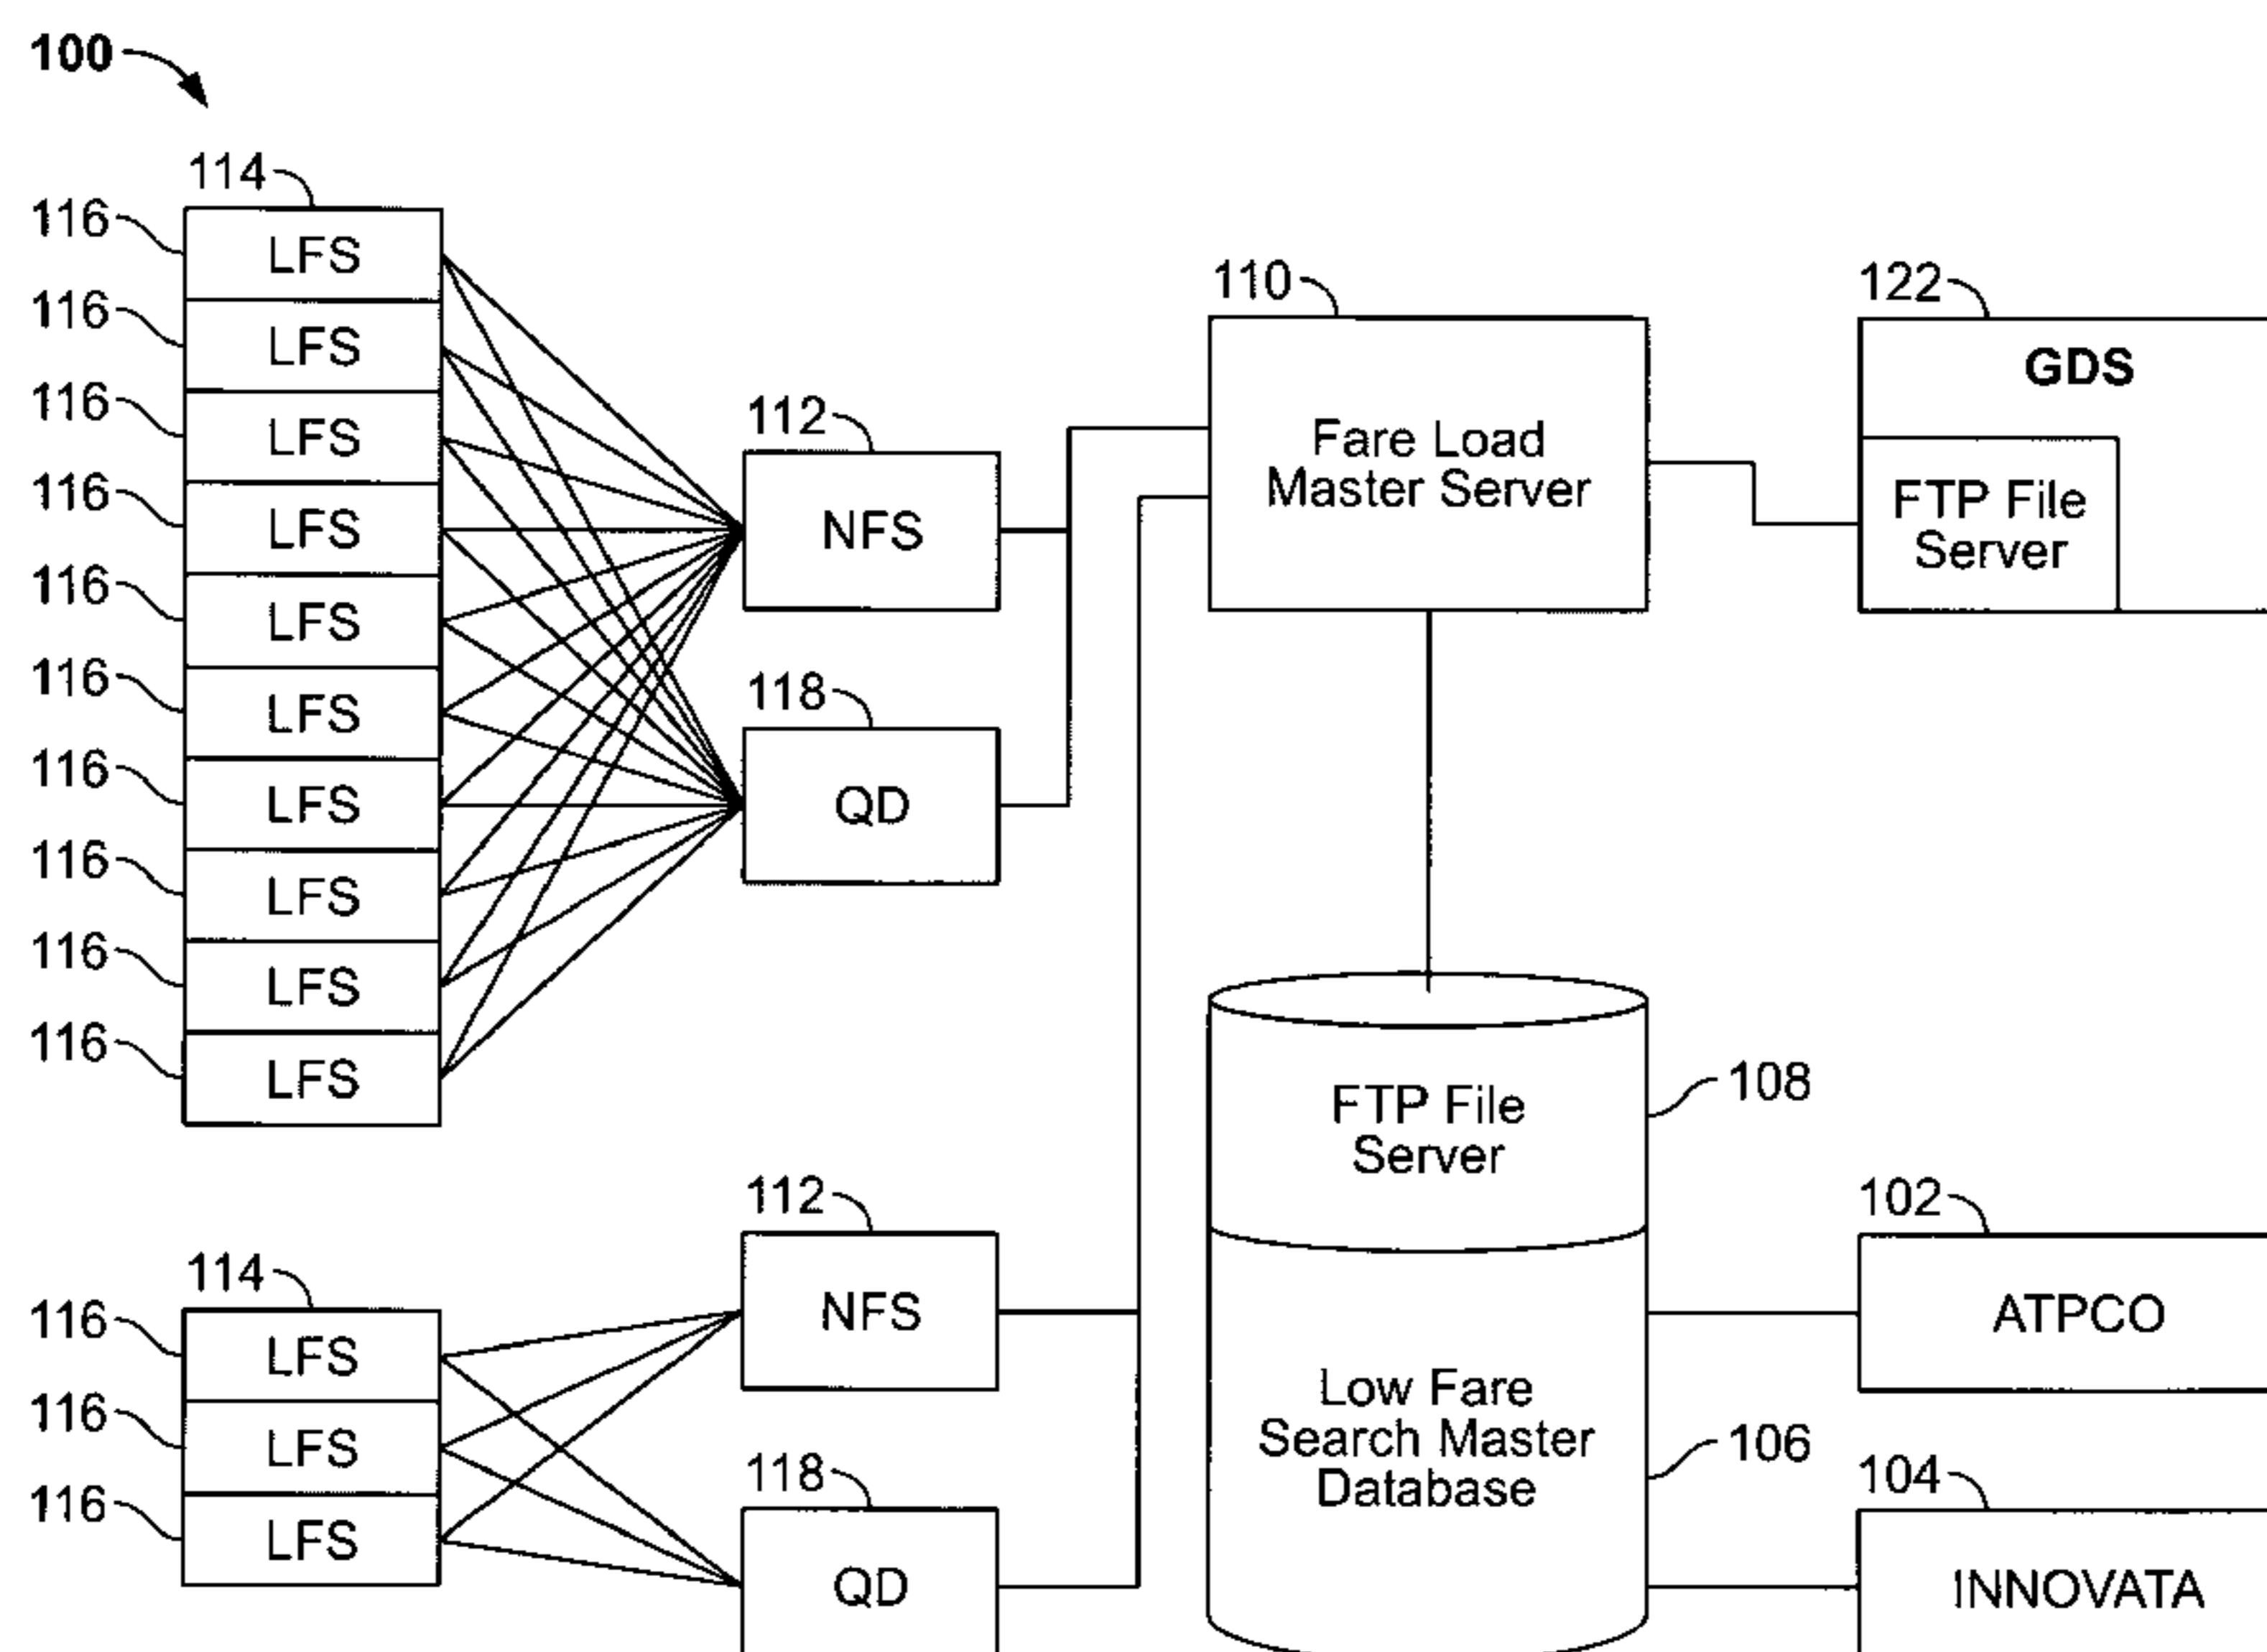 100
114
116
LFS
116
LFS
116
LFS
116
LFS
116
LFS
116
LFS
116
LFS
116
LFS
116
LFS
116
LFS
112
NFS
118
QD
110
Fare Load
Master Server
122
GDS
FTP File
Server
114
116
LFS
116
LFS
116
LFS
112
NFS
118
QD
FTP File
Server
108
Low Fare
Search Master
Database
106
102
ATPCO
104
INNOVATA